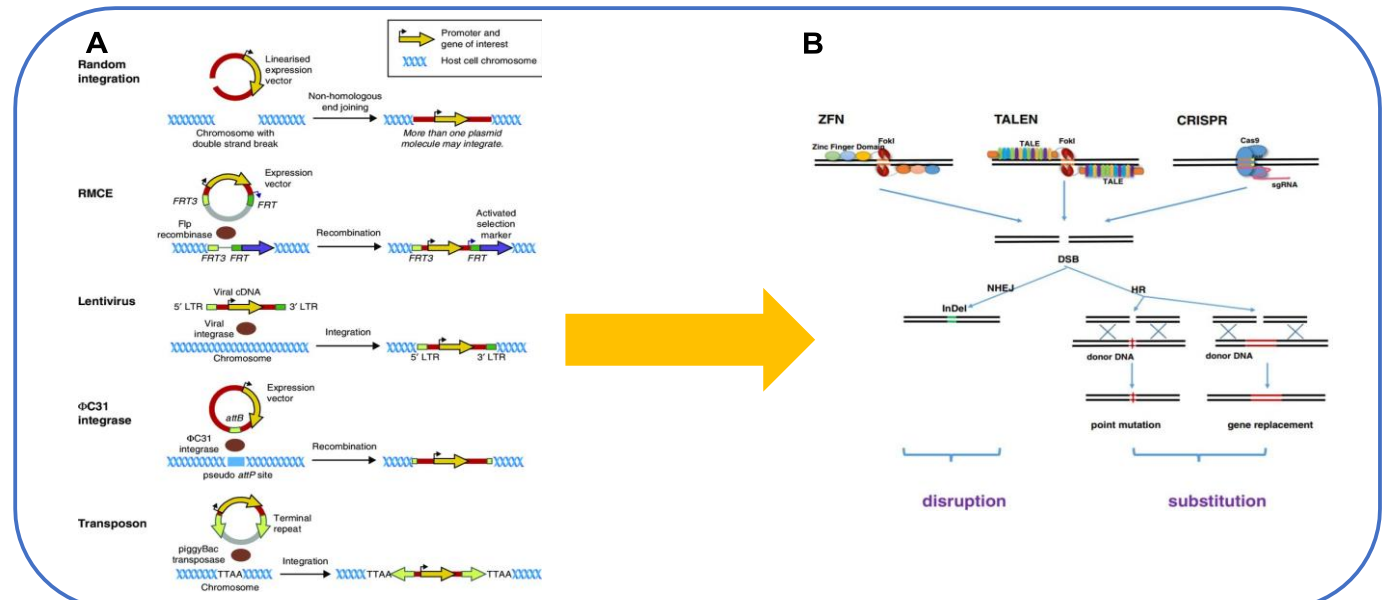 A
Promoter and
gene of interest
Host cell chromosome
Random
integration
Linearised
expression
vector
Non-homologous
end joining
Chromosome with
double strand break
More than one plasmid
molecule may integrate.
RMCE
Expression
vector
FRT3
FRT
Flp
recombinase
Recombination
Activated
selection
marker
FRT3 FRT
FRT3
FRT
Lentivirus
Viral cDNA
5′ LTR
3′ LTR
Viral
integrase
Integration
Chromosome
5′ LTR
3′ LTR
ΦC31
integrase
Expression
vector
attB
ΦC31
integrase
Recombination
pseudo attP site
Transposon
Terminal
repeat
piggyBac
transposase
Integration
TTAA
Chromosome
TTAA
TTAA
B
ZFN
TALEN
CRISPR
Zinc Finger Domain
FokI
TALE
FokI
TALE
Cas9
sgRNA
DSB
NHEJ
HR
InDel
donor DNA
donor DNA
point mutation
gene replacement
disruption
substitution